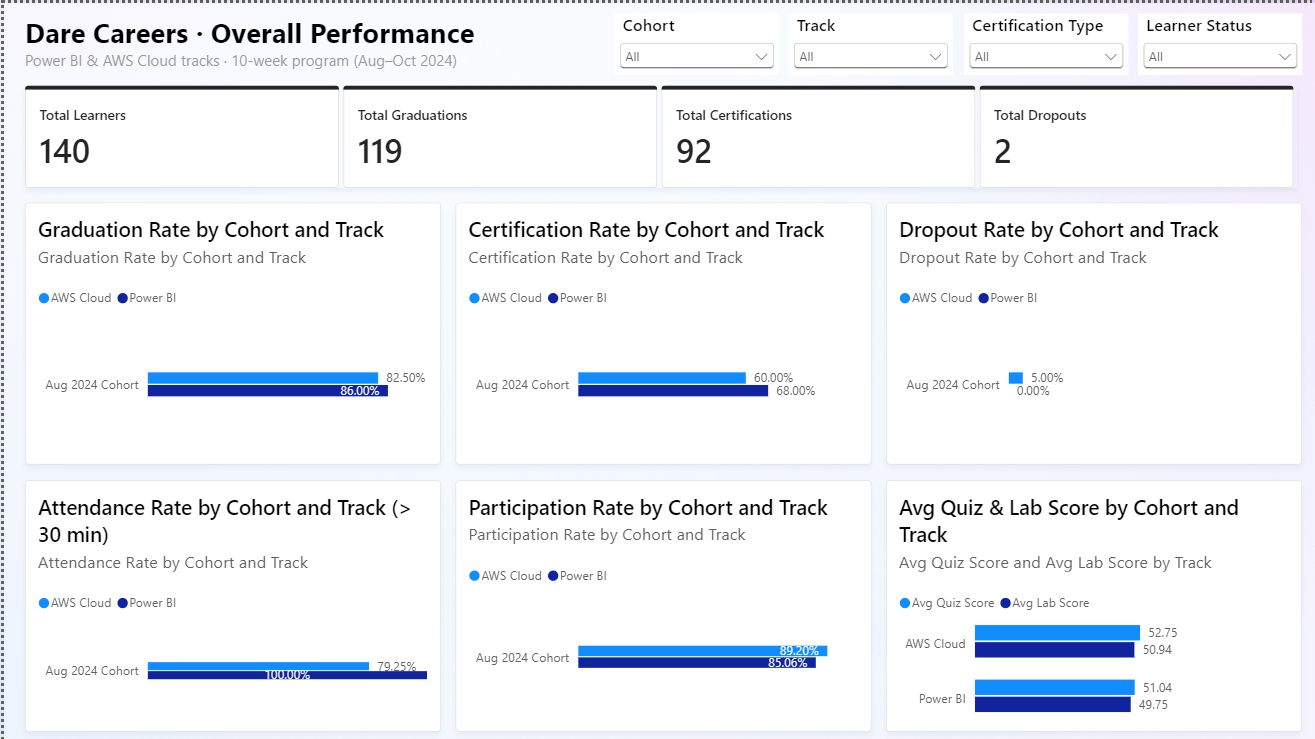 Dare Careers · Overall Performance
Power BI & AWS Cloud tracks · 10-week program (Aug–Oct 2024)
Cohort
All
Track
All
Certification Type
All
Learner Status
All
Total Learners
140
Total Graduations
119
Total Certifications
92
Total Dropouts
2
Graduation Rate by Cohort and Track
Graduation Rate by Cohort and Track
AWS Cloud Power BI
Aug 2024 Cohort
82.50%
86.00%
Certification Rate by Cohort and Track
Certification Rate by Cohort and Track
AWS Cloud Power BI
Aug 2024 Cohort
60.00%
68.00%
Dropout Rate by Cohort and Track
Dropout Rate by Cohort and Track
AWS Cloud Power BI
Aug 2024 Cohort
5.00%
0.00%
Attendance Rate by Cohort and Track (>
30 min)
Attendance Rate by Cohort and Track
AWS Cloud Power BI
Aug 2024 Cohort
79.25%
100.00%
Participation Rate by Cohort and Track
Participation Rate by Cohort and Track
AWS Cloud Power BI
Aug 2024 Cohort
89.20%
85.06%
Avg Quiz & Lab Score by Cohort and
Track
Avg Quiz Score and Avg Lab Score by Track
Avg Quiz Score Avg Lab Score
AWS Cloud
52.75
50.94
Power BI
51.04
49.75